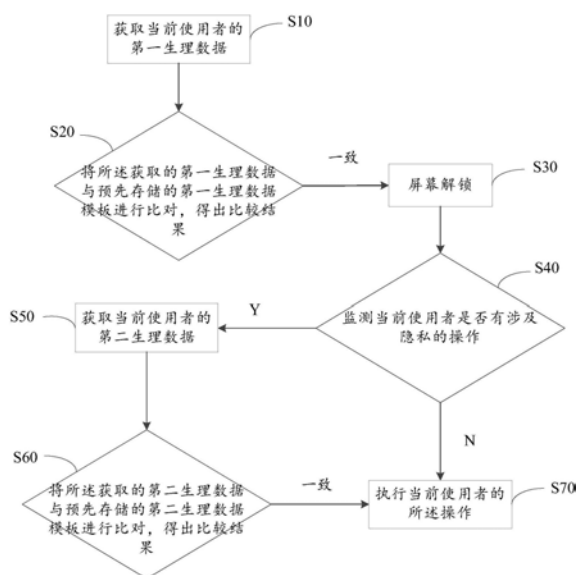 获取当前使用者的
第一生理数据
S10
S20
将所述获取的第一生理数据
与预先存储的第一生理数据
模板进行比对，得出比较结
果
一致
屏幕解锁
S30
S40
监测当前使用者是否有涉及
隐私的操作
Y
S50
获取当前使用者的
第二生理数据
N
S60
将所述获取的第二生理数据
与预先存储的第二生理数据
模板进行比对，得出比较结
果
一致
执行当前使用者的
所述操作
S70